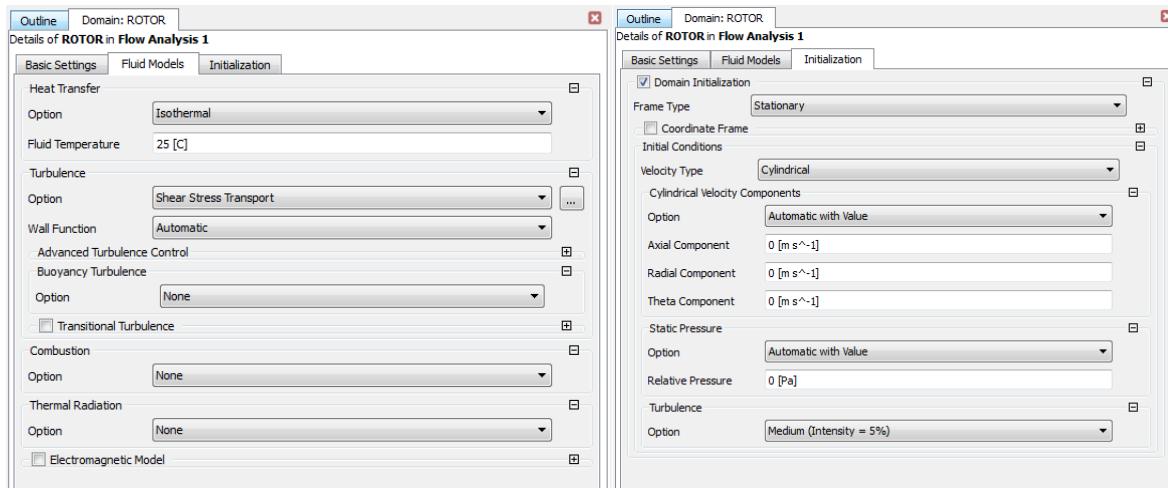 Outline Domain: ROTOR
Details of ROTOR in Flow Analysis 1
Basic Settings Fluid Models Initialization
Heat Transfer
Option Isothermal
Fluid Temperature 25 [C]
Turbulence
Option Shear Stress Transport ...
Wall Function Automatic
Advanced Turbulence Control
Buoyancy Turbulence
Option None
Transitional Turbulence
Combustion
Option None
Thermal Radiation
Option None
Electromagnetic Model
Outline Domain: ROTOR
Details of ROTOR in Flow Analysis 1
Basic Settings Fluid Models Initialization
Domain Initialization
Frame Type Stationary
Coordinate Frame
Initial Conditions
Velocity Type Cylindrical
Cylindrical Velocity Components
Option Automatic with Value
Axial Component 0 [m s^-1]
Radial Component 0 [m s^-1]
Theta Component 0 [m s^-1]
Static Pressure
Option Automatic with Value
Relative Pressure 0 [Pa]
Turbulence
Option Medium (Intensity = 5%)